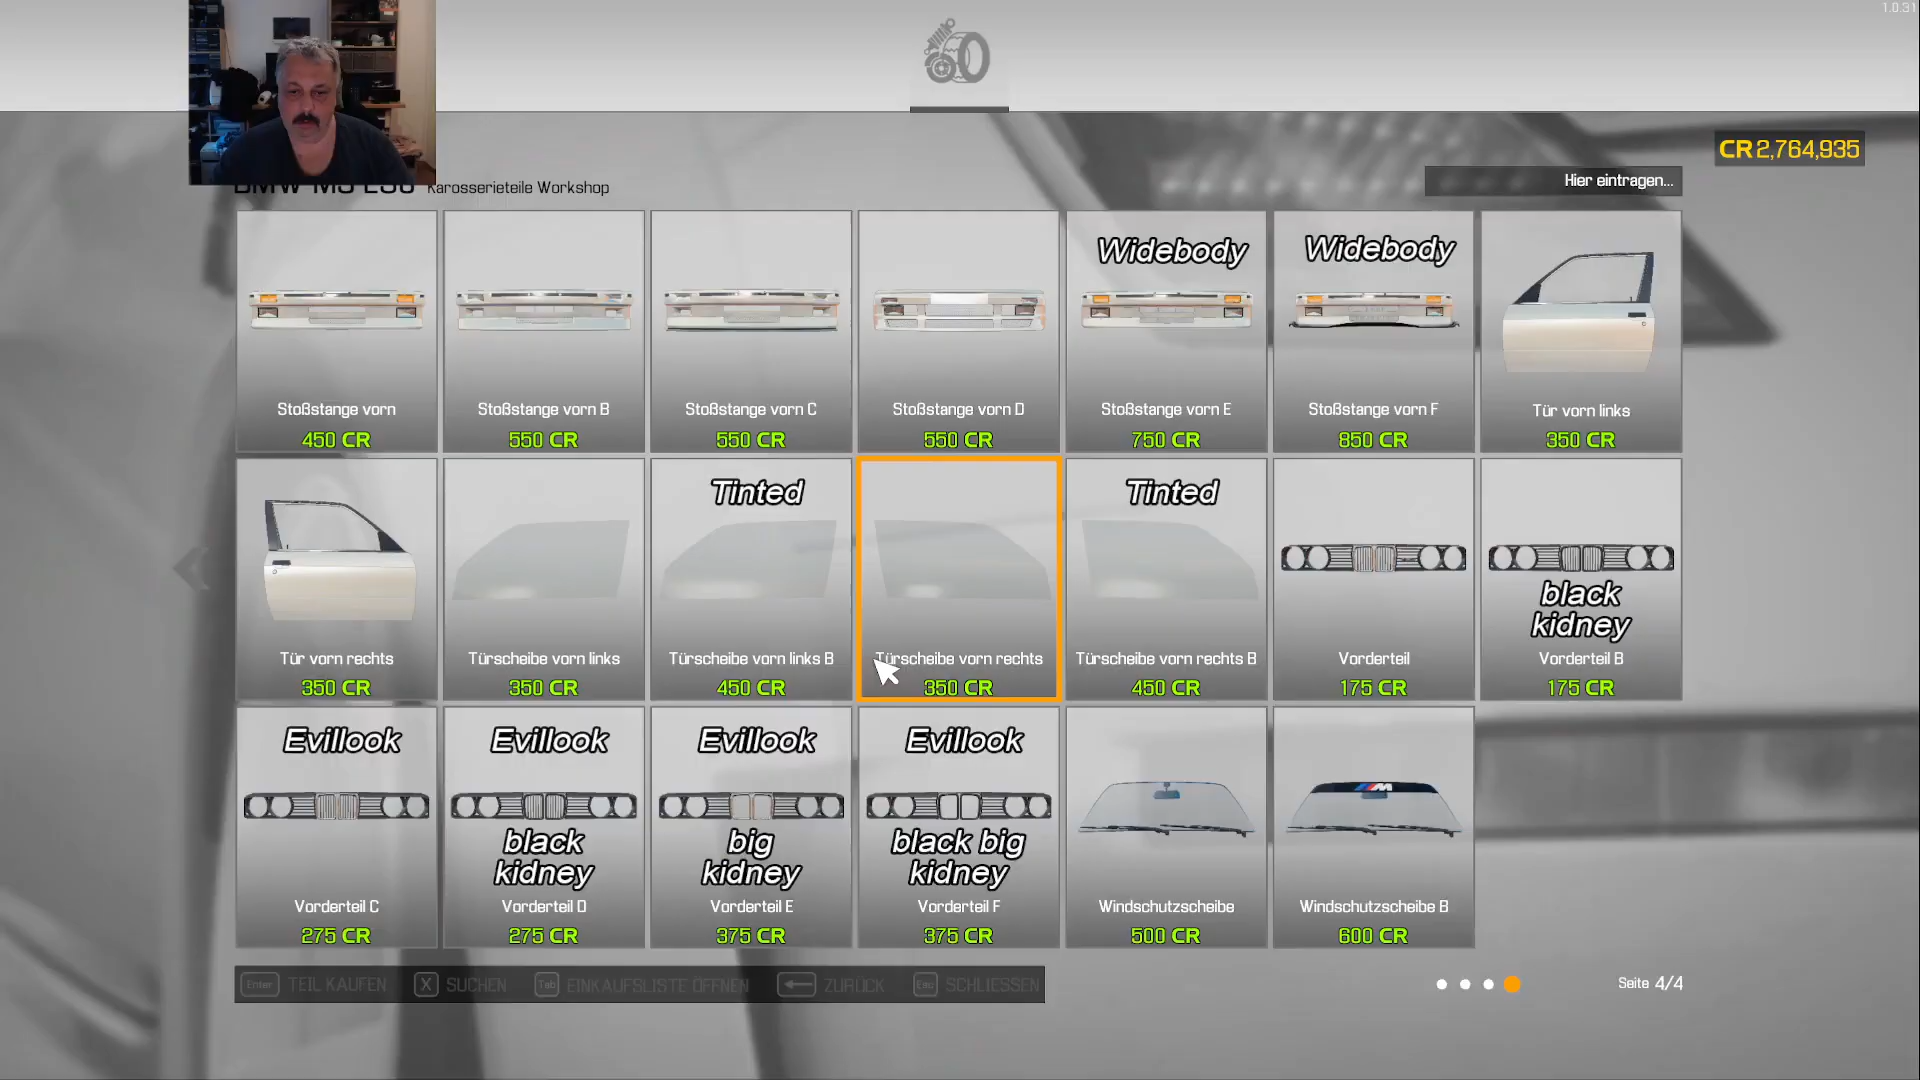 1.0.31
CR 2,764,935
Karosserieteile Workshop
Hier eintragen...
Widebody
Widebody
Stoßstange vorn
450 CR
Stoßstange vorn B
550 CR
Stoßstange vorn C
550 CR
Stoßstange vorn D
550 CR
Stoßstange vorn E
750 CR
Stoßstange vorn F
850 CR
Tür vorn links
350 CR
Tinted
Tinted
black
kidney
Tür vorn rechts
350 CR
Türscheibe vorn links
350 CR
Türscheibe vorn links B
450 CR
Türscheibe vorn rechts
350 CR
Türscheibe vorn rechts B
450 CR
Vorderteil
175 CR
Vorderteil B
175 CR
Evillook
Evillook
black
kidney
Evillook
big
kidney
Evillook
black big
kidney
M
Vorderteil C
275 CR
Vorderteil D
275 CR
Vorderteil E
375 CR
Vorderteil F
375 CR
Windschutzscheibe
500 CR
Windschutzscheibe B
600 CR
Enter TEIL KAUFEN X SUCHEN Tab EINKAUFSLISTE ÖFFNEN ZURÜCK Esc SCHLIESSEN
Seite 4/4